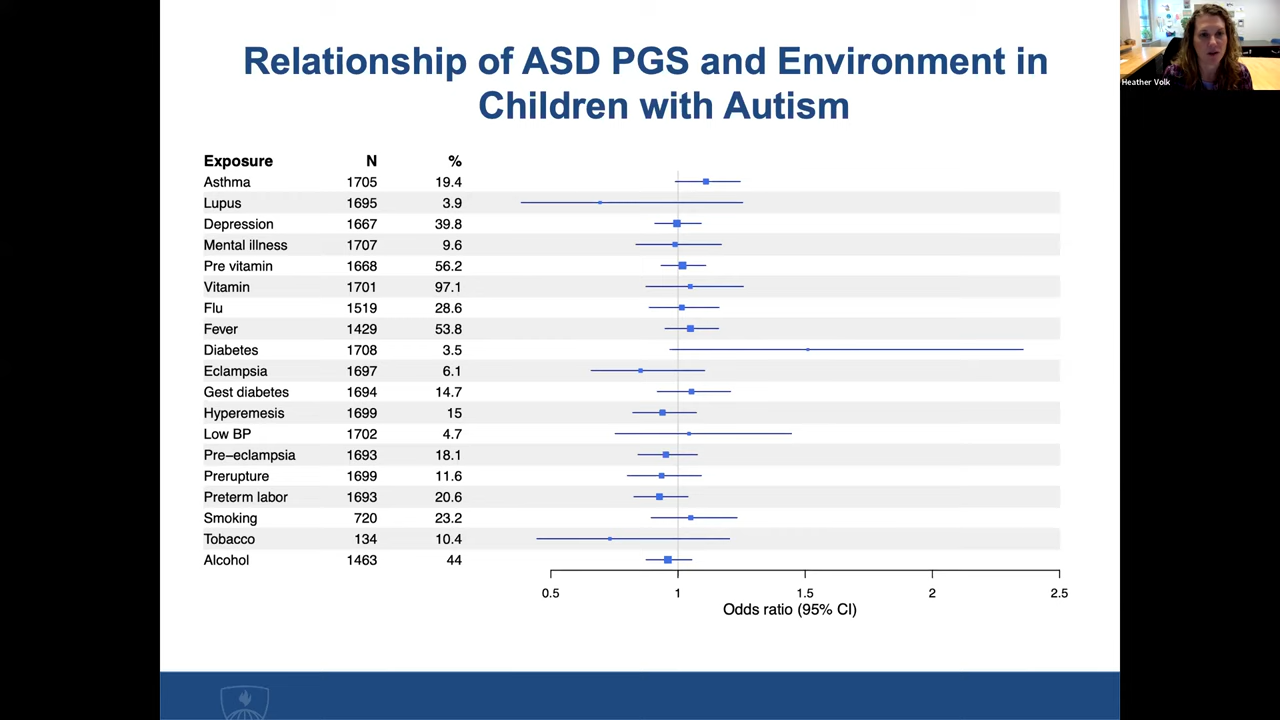 Relationship of ASD PGS and Environment in
Children with Autism
Heather Volk
Exposure N %
Asthma 1705 19.4
Lupus 1695 3.9
Depression 1667 39.8
Mental illness 1707 9.6
Pre vitamin 1668 56.2
Vitamin 1701 97.1
Flu 1519 28.6
Fever 1429 53.8
Diabetes 1708 3.5
Eclampsia 1697 6.1
Gest diabetes 1694 14.7
Hyperemesis 1699 15
Low BP 1702 4.7
Pre−eclampsia 1693 18.1
Prerupture 1699 11.6
Preterm labor 1693 20.6
Smoking 720 23.2
Tobacco 134 10.4
Alcohol 1463 44
0.5 1 1.5 2 2.5
Odds ratio (95% CI)